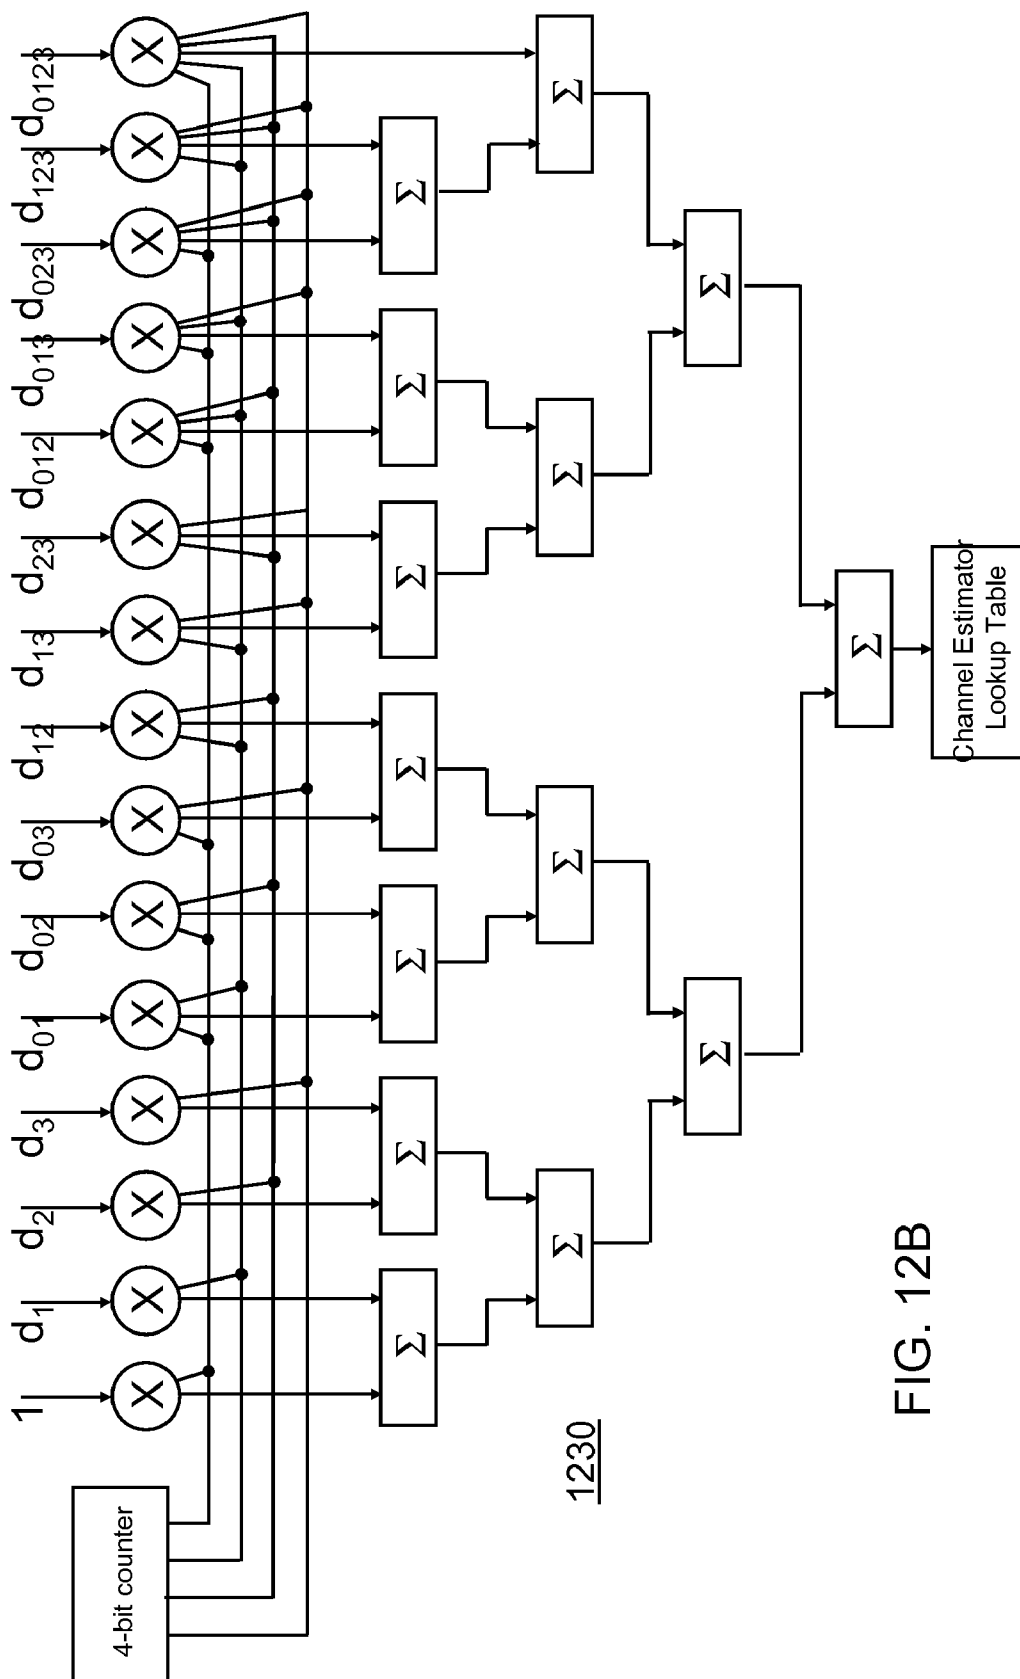 1 d₁ d₂ d₃ d₀₁ d₀₂ d₀₃ d₁₂ d₁₃ d₂₃ d₀₁₂ d₀₁₃ d₀₂₃ d₁₂₃ d₀₁₂₃
X X X X X X X X X X X X X X X
4-bit counter
Σ Σ Σ Σ Σ Σ Σ
Σ Σ Σ Σ
1230
Σ Σ
Σ
Channel Estimator
Lookup Table
FIG. 12B